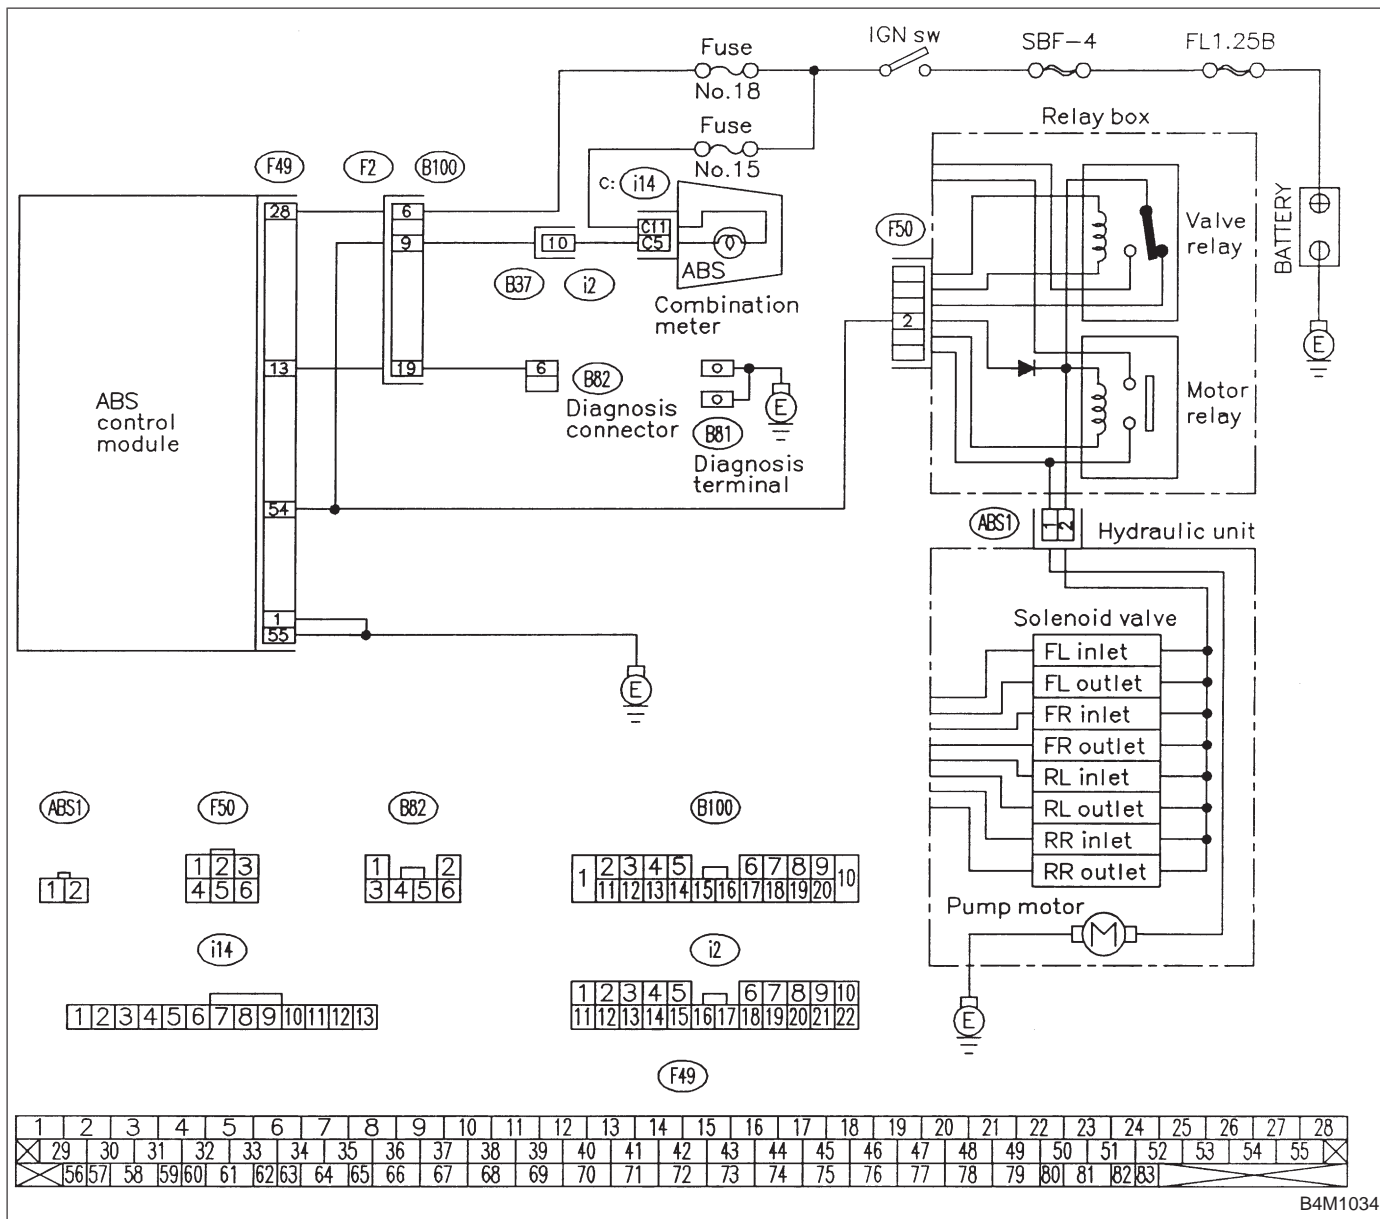 IGN sw
SBF-4
FL1.25B
Fuse
No.18
Fuse
No.15
Relay box
F49
F2
B100
C: i14
28
6
C11
9
10
C5
ABS
B37
i2
Combination
meter
F50
2
Valve
relay
BATTERY
E
13
19
6
B82
Diagnosis
connector
E
B81
Diagnosis
terminal
Motor
relay
ABS
control
module
54
1
55
E
ABS1
1
2
Hydraulic unit
Solenoid valve
FL inlet
FL outlet
FR inlet
FR outlet
RL inlet
RL outlet
RR inlet
RR outlet
Pump motor
M
E
ABS1
1 2
F50
1 2 3
4 5 6
B82
1 2
3 4 5 6
B100
1 2 3 4 5 6 7 8 9 10
11 12 13 14 15 16 17 18 19 20
i14
1 2 3 4 5 6 7 8 9 10 11 12 13
i2
1 2 3 4 5 6 7 8 9 10
11 12 13 14 15 16 17 18 19 20 21 22
F49
1 2 3 4 5 6 7 8 9 10 11 12 13 14 15 16 17 18 19 20 21 22 23 24 25 26 27 28
29 30 31 32 33 34 35 36 37 38 39 40 41 42 43 44 45 46 47 48 49 50 51 52 53 54 55
56 57 58 59 60 61 62 63 64 65 66 67 68 69 70 71 72 73 74 75 76 77 78 79 80 81 82 83
B4M1034